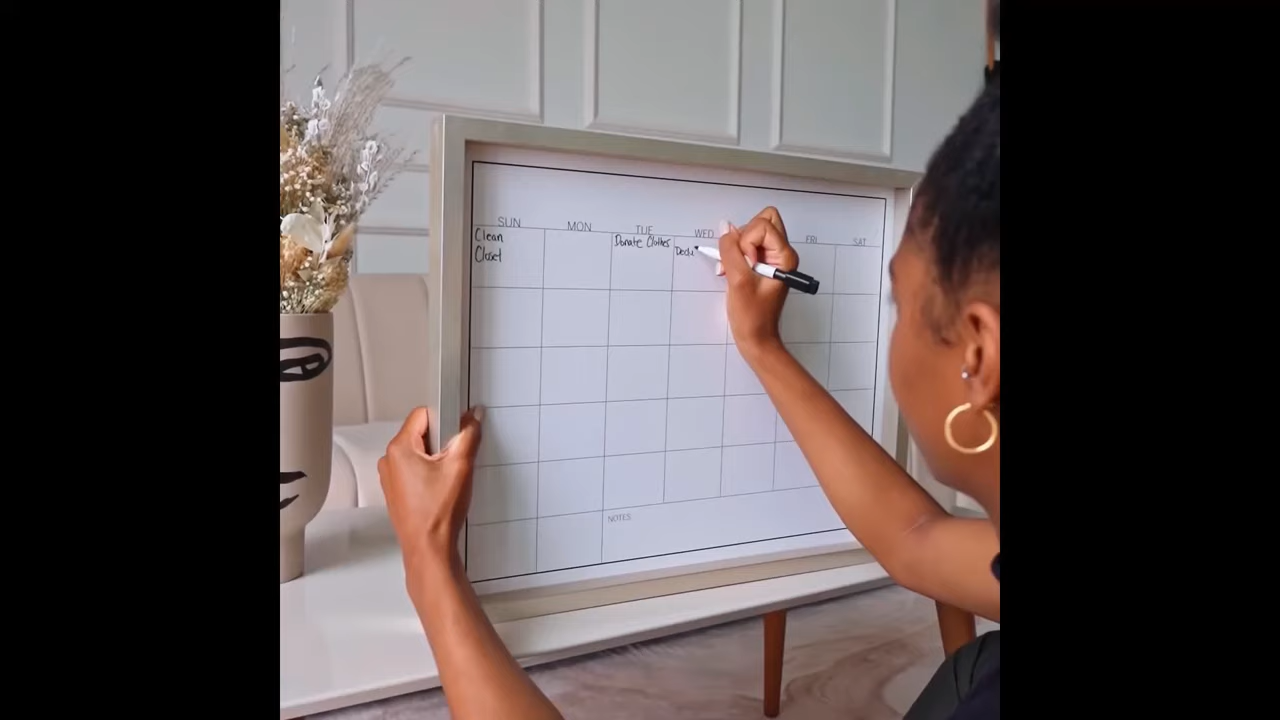 SUN MON TUE WED FRI SAT
Clean
Closet
Donate Clothes
NOTES